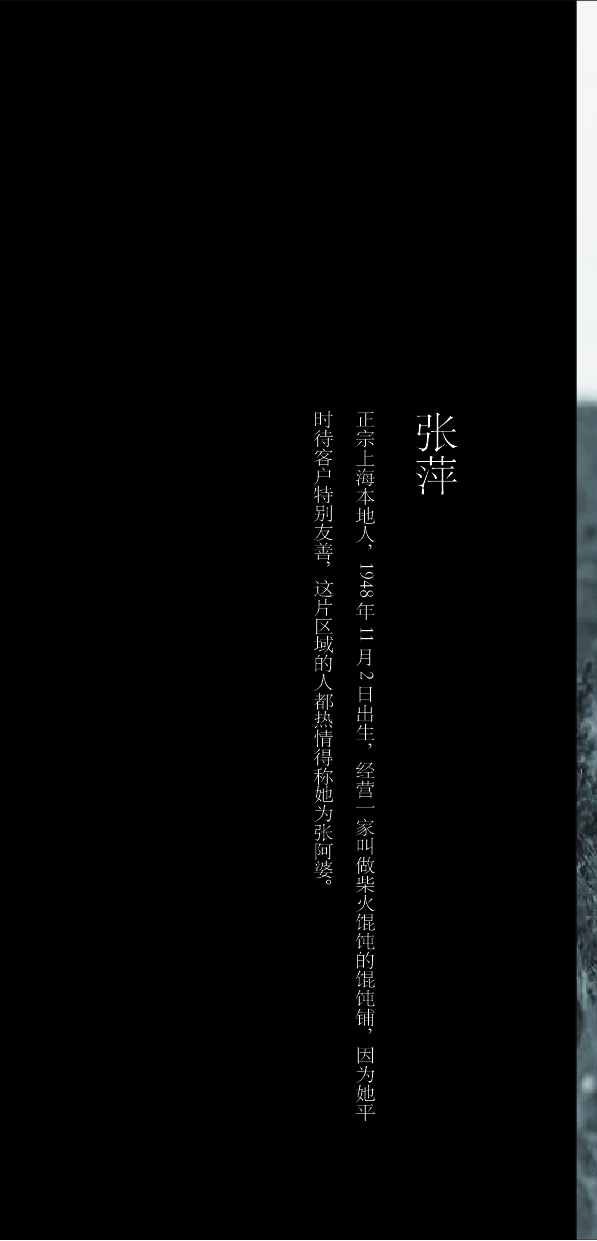 张萍
正宗上海本地人，1948年11月2日出生，经营一家叫做柴火馄饨的馄饨铺，因为她平
时待客户特别友善，这片区域的人都热情得称她为张阿婆。